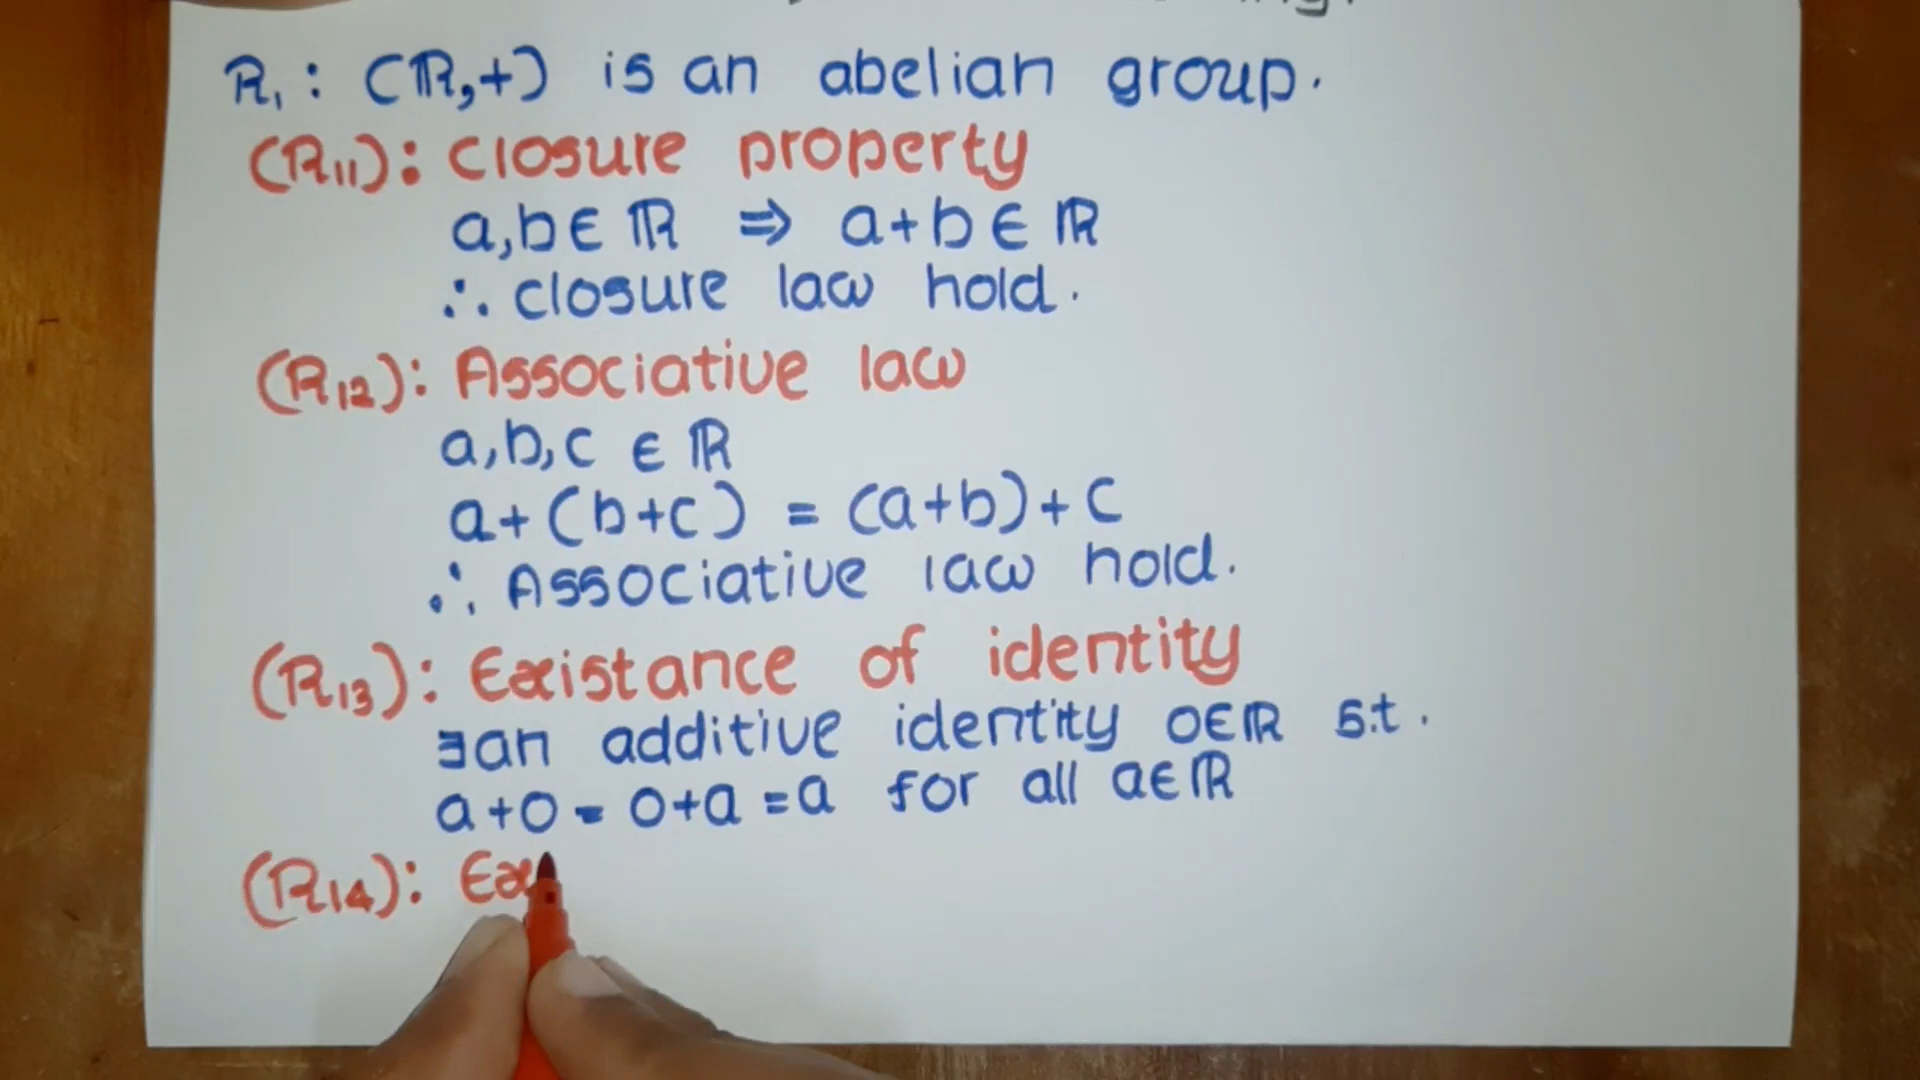 R₁ : (ℝ,+) is an abelian group.
(R₁₁): closure property
a,b∈ ℝ ⇒ a+b∈ ℝ
∴ closure law hold.
(R₁₂): Associative law
a,b,c ∈ ℝ
a+(b+c) = (a+b)+c
∴ Associative law hold.
(R₁₃): Existance of identity
∃an additive identity 0∈ℝ s.t.
a+0 = 0+a =a for all a∈ℝ
(R₁₄): Ex